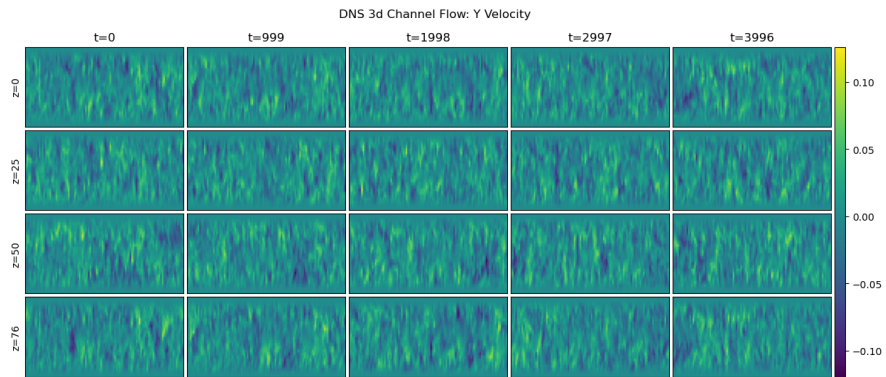 DNS 3d Channel Flow: Y Velocity
t=0 t=999 t=1998 t=2997 t=3996
z=0
z=25
z=50
z=76
0.10
0.05
0.00
−0.05
−0.10